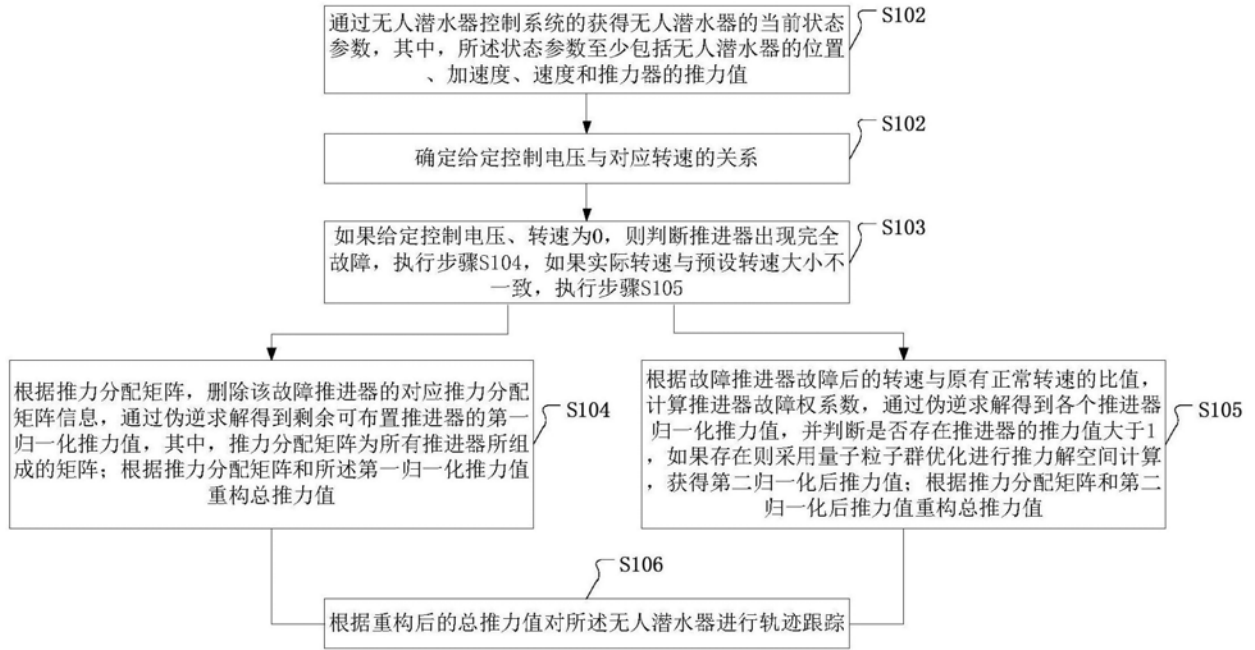 通过无人潜水器控制系统的获得无人潜水器的当前状态
参数，其中，所述状态参数至少包括无人潜水器的位置
、加速度、速度和推力器的推力值
S102
确定给定控制电压与对应转速的关系
S102
如果给定控制电压、转速为0，则判断推进器出现完全
故障，执行步骤S104，如果实际转速与预设转速大小不
一致，执行步骤S105
S103
根据推力分配矩阵，删除该故障推进器的对应推力分配
矩阵信息，通过伪逆求解得到剩余可布置推进器的第一
归一化推力值，其中，推力分配矩阵为所有推进器所组
成的矩阵；根据推力分配矩阵和所述第一归一化推力值
重构总推力值
S104
根据故障推进器故障后的转速与原有正常转速的比值，
计算推进器故障权系数，通过伪逆求解得到各个推进器
归一化推力值，并判断是否存在推进器的推力值大于1
，如果存在则采用量子粒子群优化进行推力解空间计算
，获得第二归一化后推力值；根据推力分配矩阵和第二
归一化后推力值重构总推力值
S105
S106
根据重构后的总推力值对所述无人潜水器进行轨迹跟踪